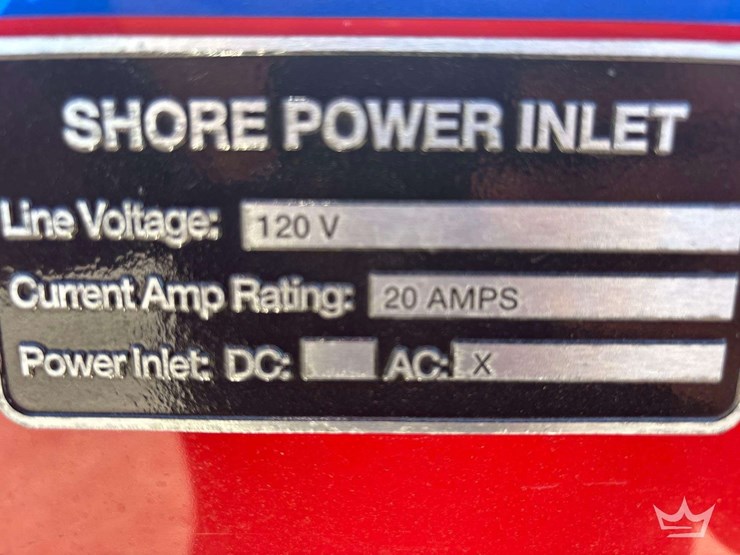 SHORE POWER INLET
Line Voltage: 120 V
Current Amp Rating: 20 AMPS
Power Inlet: DC: AC: X